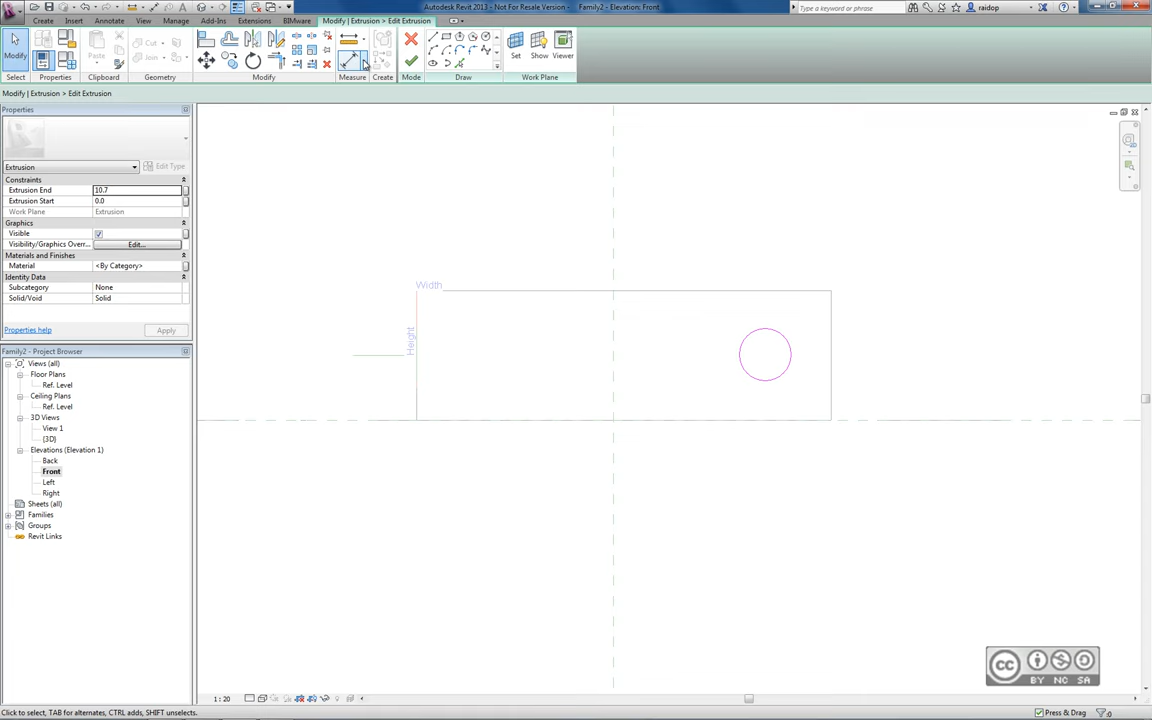 Autodesk Revit 2013 - Not For Resale Version - Family2 - Elevation: Front
Type a keyword or phrase
raidop
Create Insert Annotate View Manage Add-Ins Extensions BIMware Modify | Extrusion > Edit Extrusion
Modify Paste Cut Join Set Show Viewer
Select Properties Clipboard Geometry Modify Measure Create Mode Draw Work Plane
Modify | Extrusion > Edit Extrusion
Properties
Extrusion Edit Type
Constraints
Extrusion End 10.7
Extrusion Start 0.0
Work Plane Extrusion
Graphics
Visible
Visibility/Graphics Overr... Edit...
Materials and Finishes
Material <By Category>
Identity Data
Subcategory None
Solid/Void Solid
Properties help Apply
Family2 - Project Browser
Views (all)
Floor Plans
Ref. Level
Ceiling Plans
Ref. Level
3D Views
View 1
{3D}
Elevations (Elevation 1)
Back
Front
Left
Right
Sheets (all)
Families
Groups
Revit Links
Width
Height
cc BY NC SA
1 : 20
Click to select, TAB for alternates, CTRL adds, SHIFT unselects.
Press & Drag :0